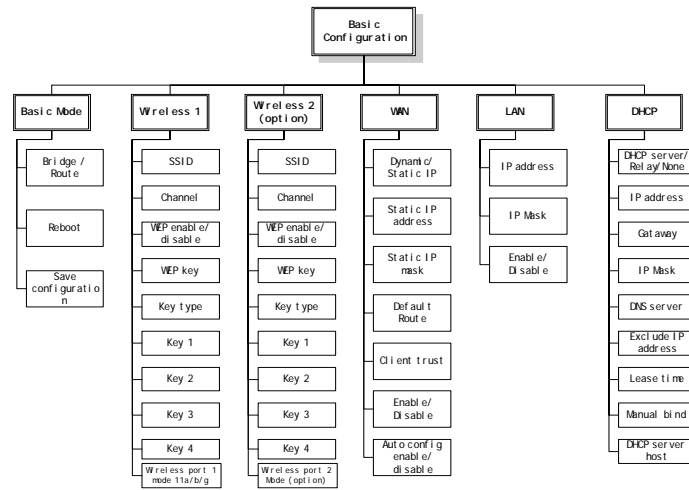 Basic
Configuration
Basic Mode
Bridge /
Route
Reboot
Save
configuratio
n
Wireless 1
SSID
Channel
WEP enable/
disable
WEP key
Key type
Key 1
Key 2
Key 3
Key 4
Wireless port 1
mode 11a/b/g
Wireless 2
(option)
SSID
Channel
WEP enable/
disable
WEP key
Key type
Key 1
Key 2
Key 3
Key 4
Wireless port 2
Mode (option)
WAN
Dynamic/
Static IP
Static IP
address
Static IP
mask
Default
Route
Client trust
Enable/
Disable
Auto config
enable/
disable
LAN
IP address
IP Mask
Enable/
Disable
DHCP
DHCP server/
Relay/None
IP address
Gataway
IP Mask
DNS server
Exclude IP
address
Lease time
Manual bind
DHCP server
host